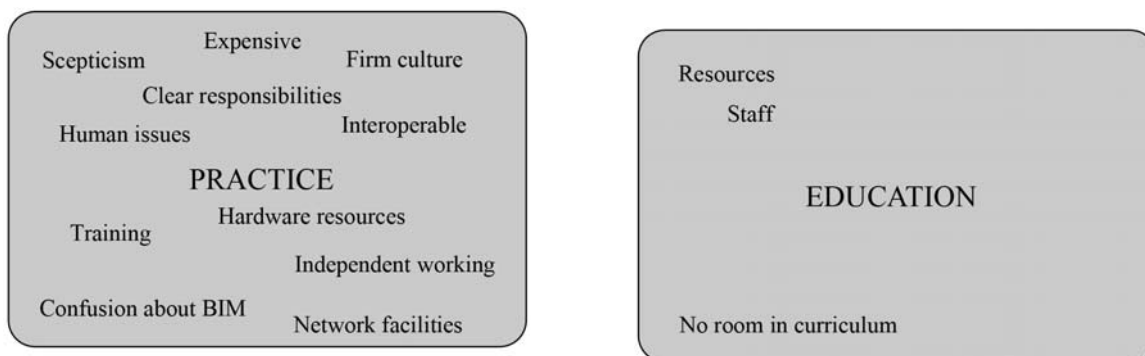 Expensive
Scepticism
Firm culture
Clear responsibilities
Human issues
Interoperable
PRACTICE
Hardware resources
Training
Independent working
Confusion about BIM
Network facilities
Resources
Staff
EDUCATION
No room in curriculum